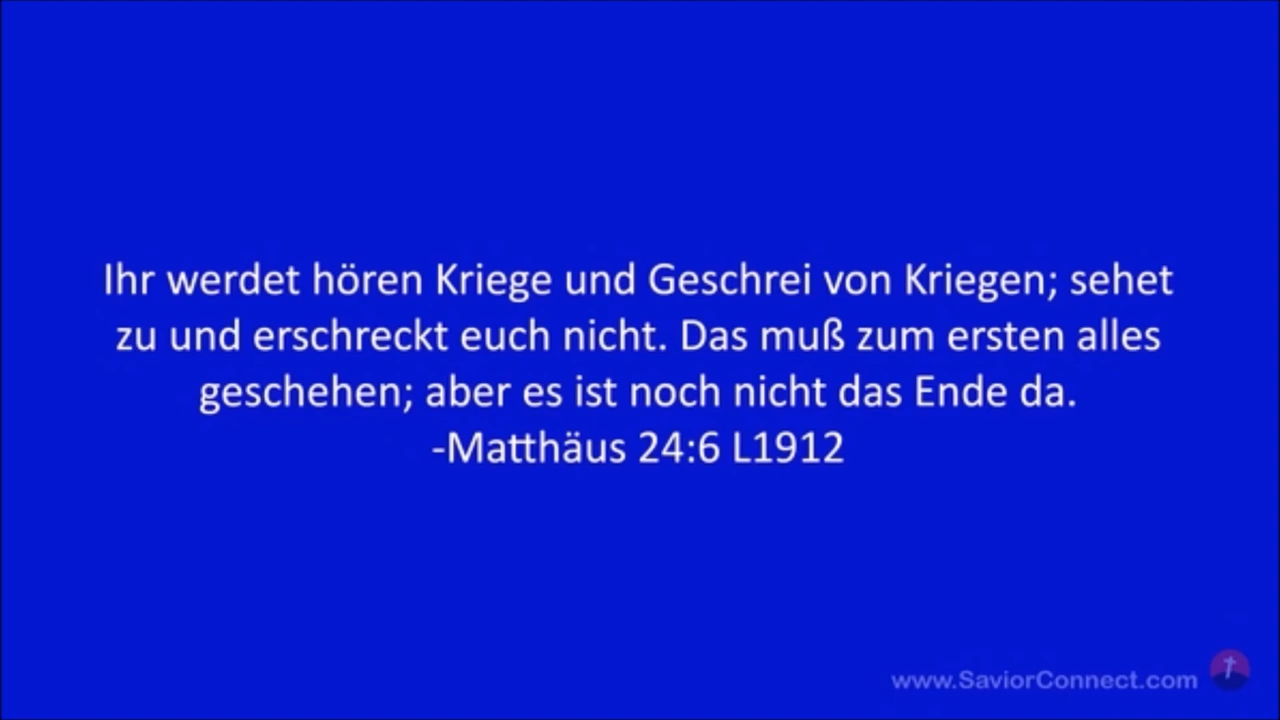 Ihr werdet hören Kriege und Geschrei von Kriegen; sehet
zu und erschreckt euch nicht. Das muß zum ersten alles
geschehen; aber es ist noch nicht das Ende da.
-Matthäus 24:6 L1912
www.SaviorConnect.com